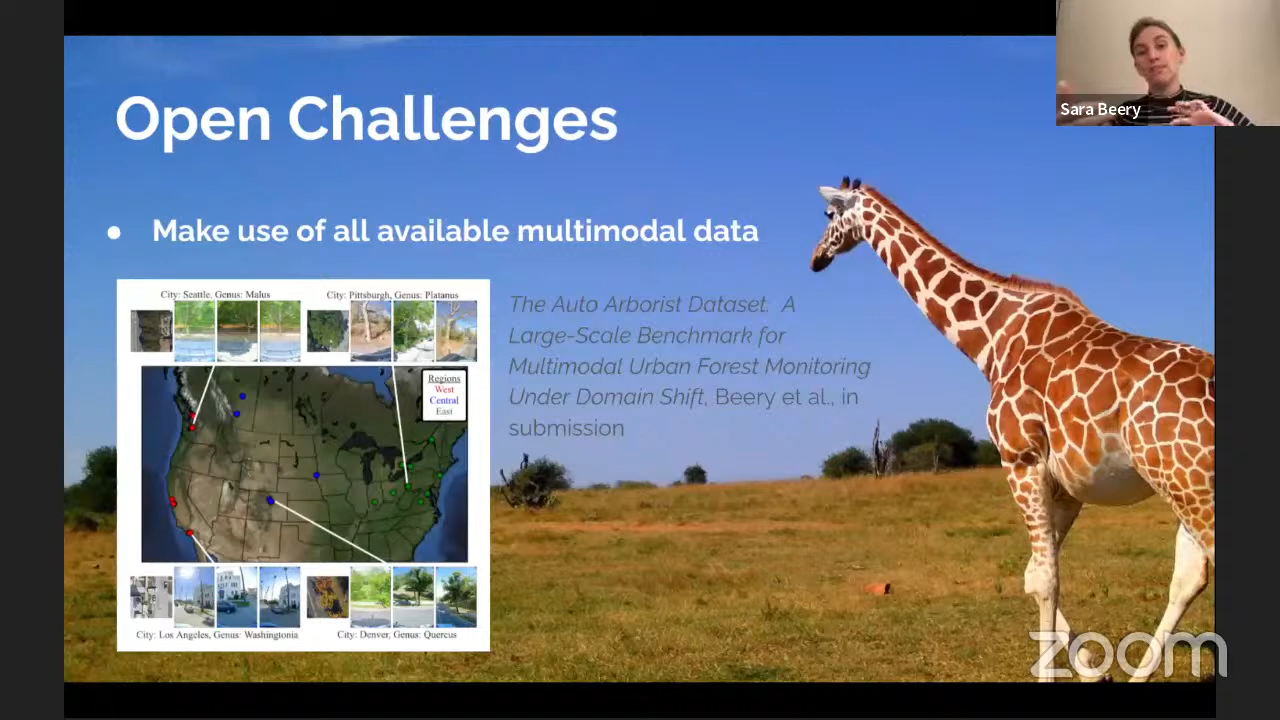 Sara Beery
Open Challenges
● Make use of all available multimodal data
City: Seattle, Genus: Malus
City: Pittsburgh, Genus: Platanus
Regions
West
Central
East
City: Los Angeles, Genus: Washingtonia
City: Denver, Genus: Quercus
The Auto Arborist Dataset. A
Large-Scale Benchmark for
Multimodal Urban Forest Monitoring
Under Domain Shift, Beery et al., in
submission
zoom